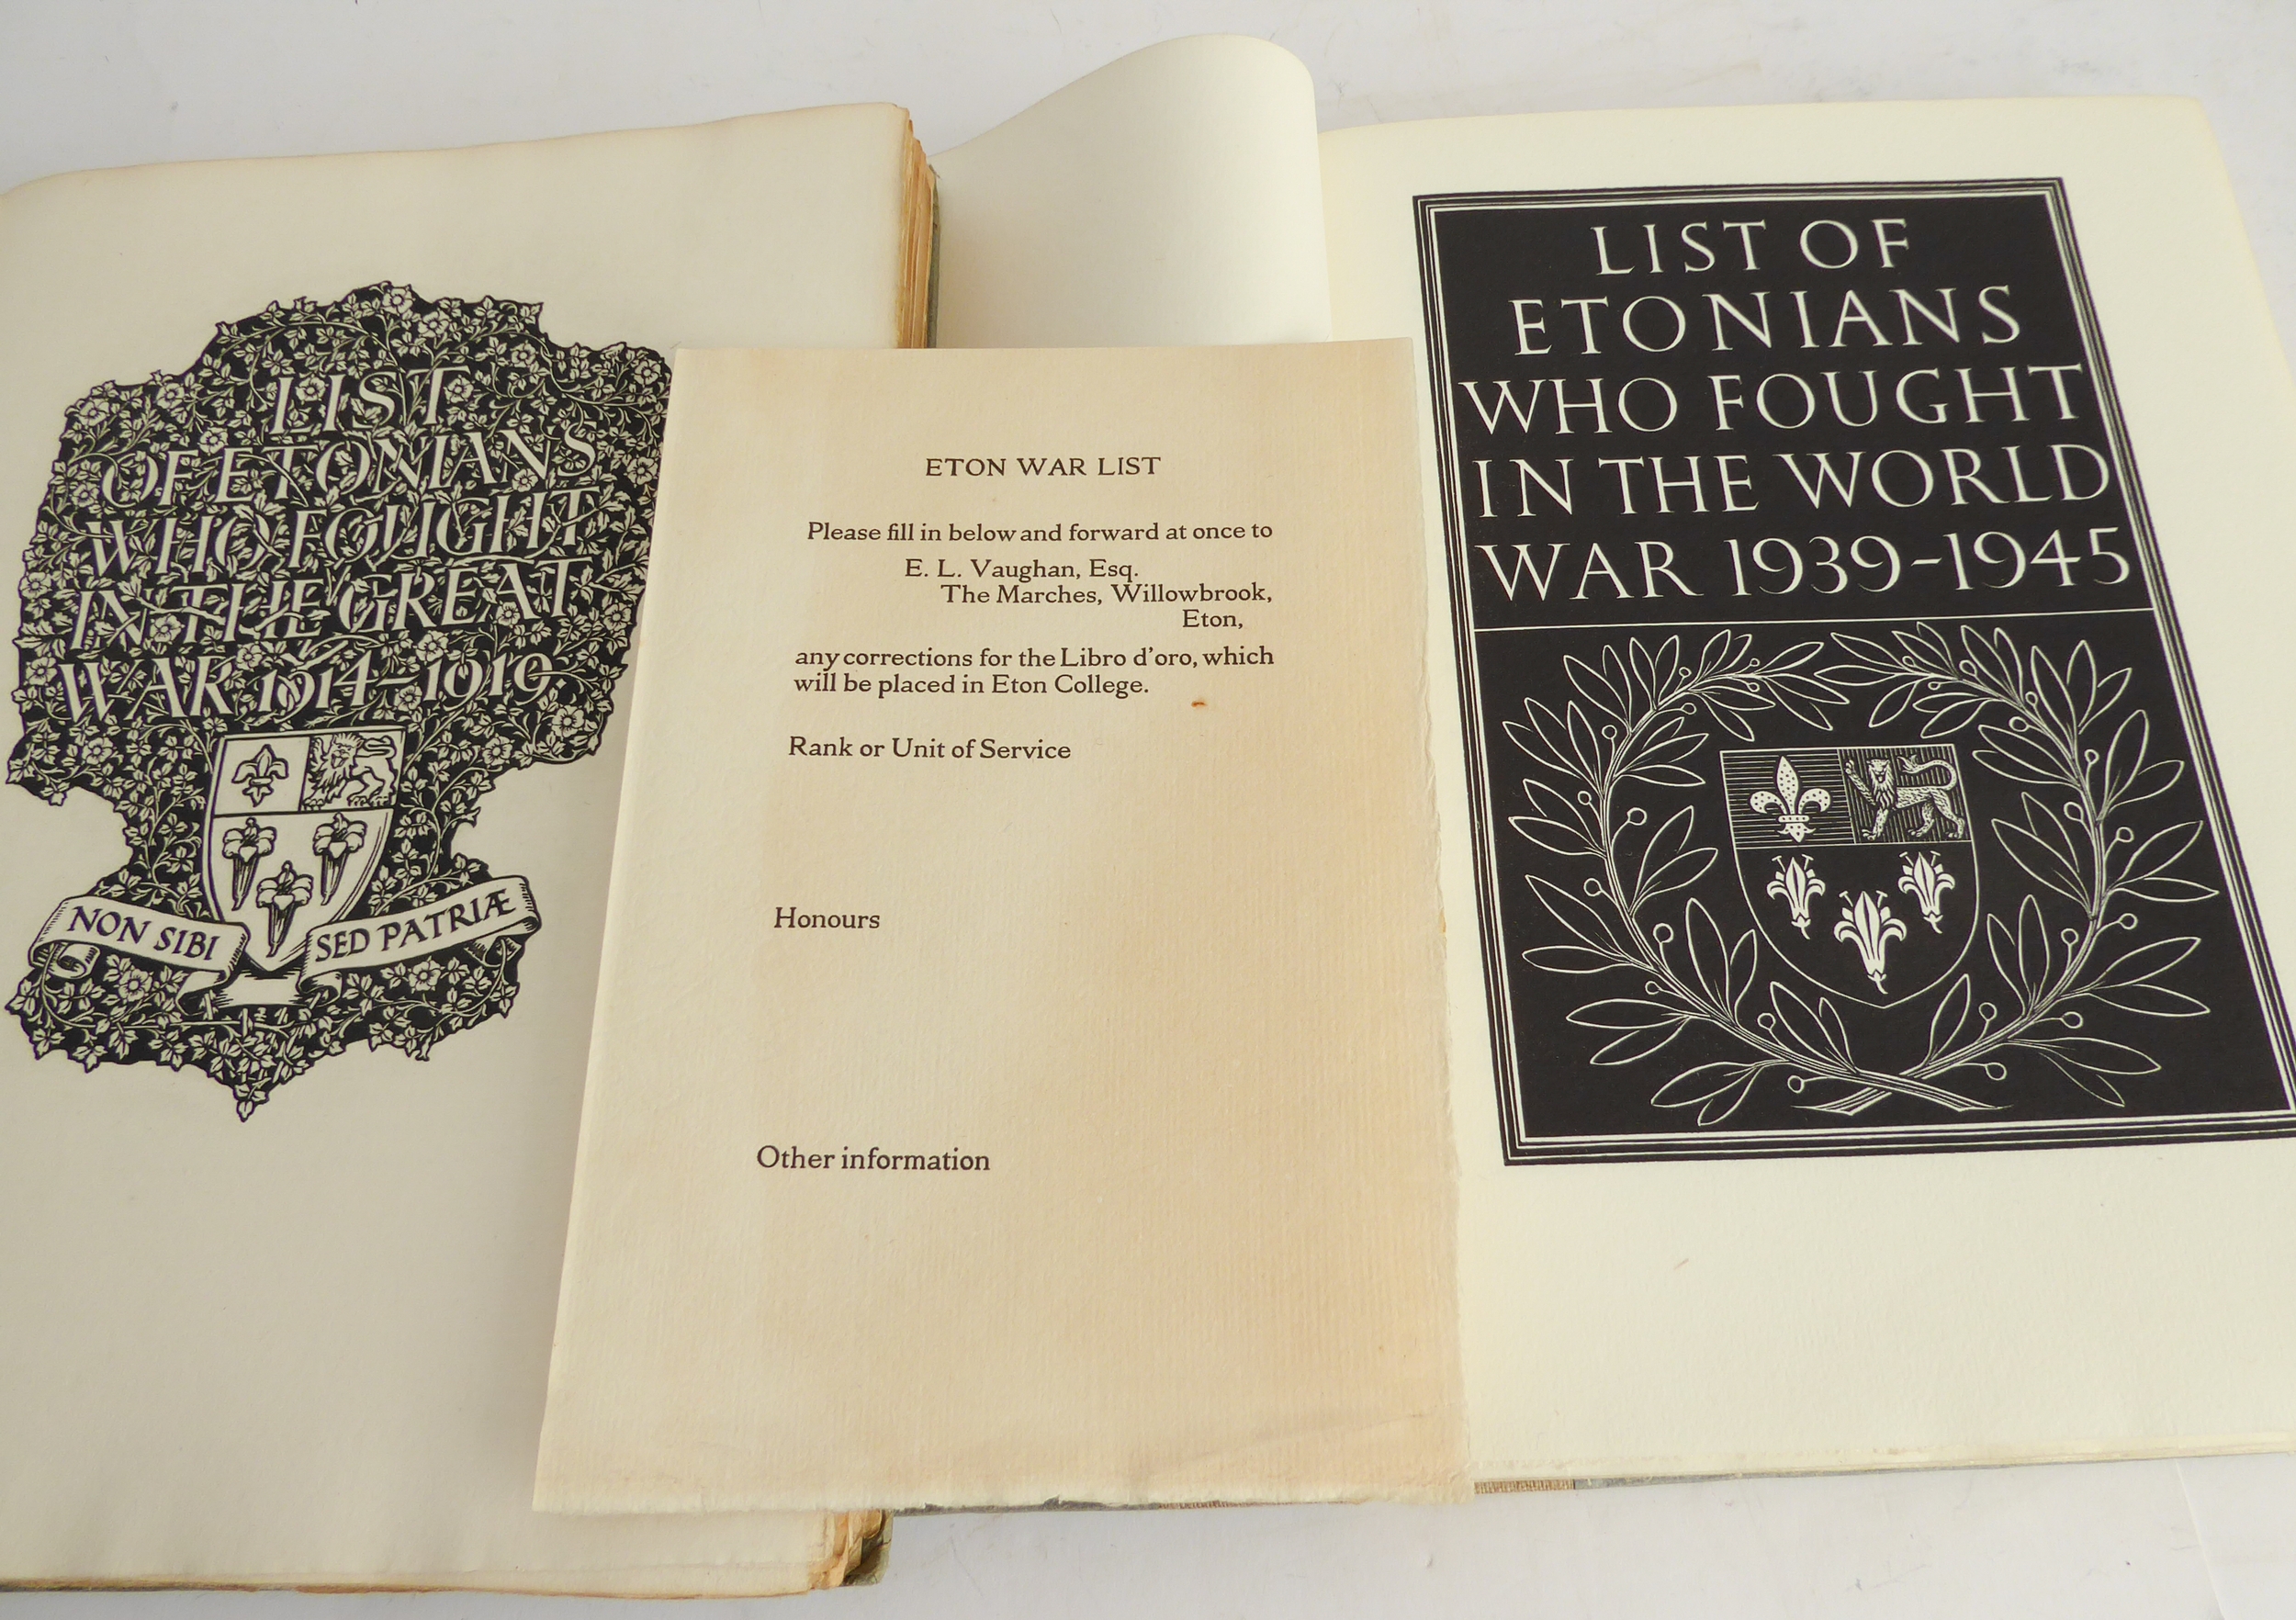 LIST
OF ETONIANS
WHO FOUGHT
IN THE GREAT
WAR 1914-1919
NON SIBI SED PATRIÆ
ETON WAR LIST
Please fill in below and forward at once to
E. L. Vaughan, Esq.
The Marches, Willowbrook,
Eton,
any corrections for the Libro d'oro, which
will be placed in Eton College.
Rank or Unit of Service
Honours
Other information
LIST OF
ETONIANS
WHO FOUGHT
IN THE WORLD
WAR 1939-1945